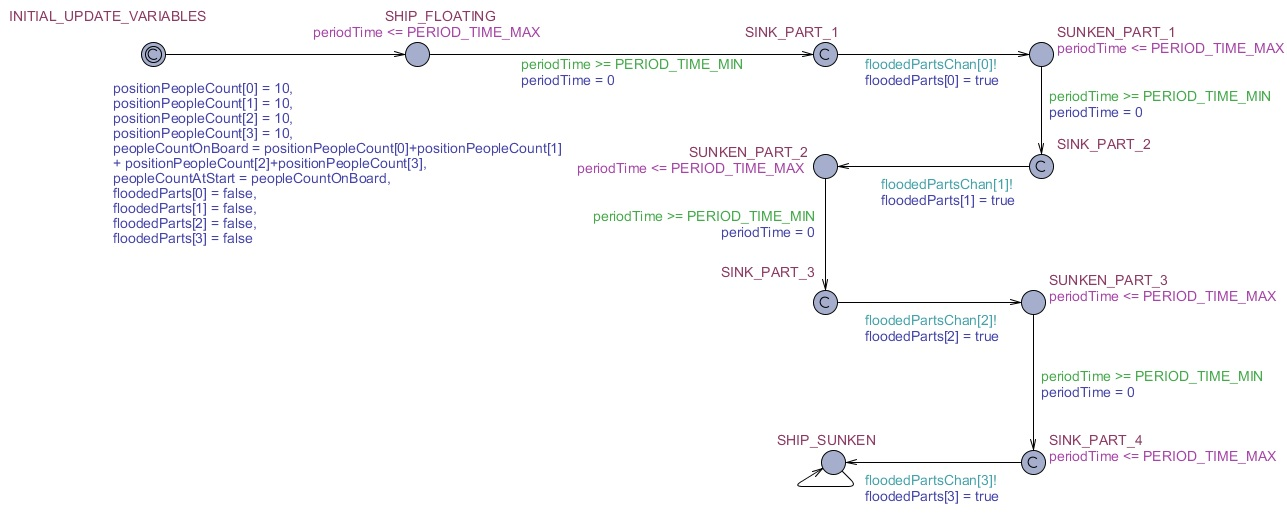 INITIAL_UPDATE_VARIABLES
SHIP_FLOATING
periodTime <= PERIOD_TIME_MAX
SINK_PART_1
SUNKEN_PART_1
periodTime <= PERIOD_TIME_MAX
C
C
periodTime >= PERIOD_TIME_MIN
periodTime = 0
floodedPartsChan[0]!
floodedParts[0] = true
positionPeopleCount[0] = 10,
positionPeopleCount[1] = 10,
positionPeopleCount[2] = 10,
positionPeopleCount[3] = 10,
peopleCountOnBoard = positionPeopleCount[0]+positionPeopleCount[1]
+ positionPeopleCount[2]+positionPeopleCount[3],
peopleCountAtStart = peopleCountOnBoard,
floodedParts[0] = false,
floodedParts[1] = false,
floodedParts[2] = false,
floodedParts[3] = false
periodTime >= PERIOD_TIME_MIN
periodTime = 0
SINK_PART_2
C
SUNKEN_PART_2
periodTime <= PERIOD_TIME_MAX
floodedPartsChan[1]!
floodedParts[1] = true
periodTime >= PERIOD_TIME_MIN
periodTime = 0
SINK_PART_3
C
SUNKEN_PART_3
periodTime <= PERIOD_TIME_MAX
floodedPartsChan[2]!
floodedParts[2] = true
periodTime >= PERIOD_TIME_MIN
periodTime = 0
SHIP_SUNKEN
SINK_PART_4
periodTime <= PERIOD_TIME_MAX
C
floodedPartsChan[3]!
floodedParts[3] = true